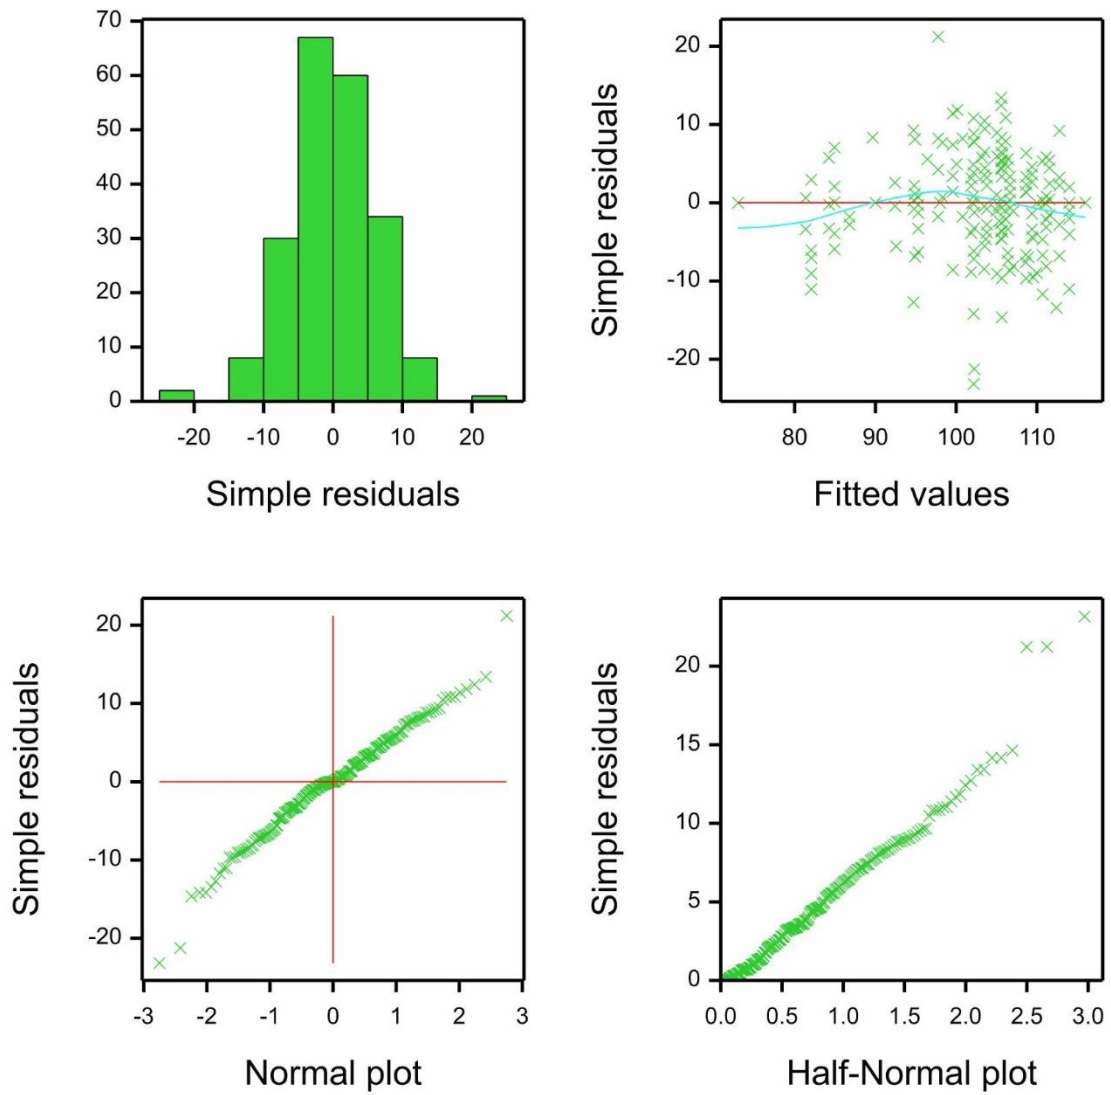 70
60
50
40
30
20
10
0
-20 -10 0 10 20
Simple residuals
Simple residuals
20
10
0
-10
-20
80 90 100 110
Fitted values
Simple residuals
20
10
0
-10
-20
-3 -2 -1 0 1 2 3
Normal plot
Simple residuals
20
15
10
5
0
0.0 0.5 1.0 1.5 2.0 2.5 3.0
Half-Normal plot